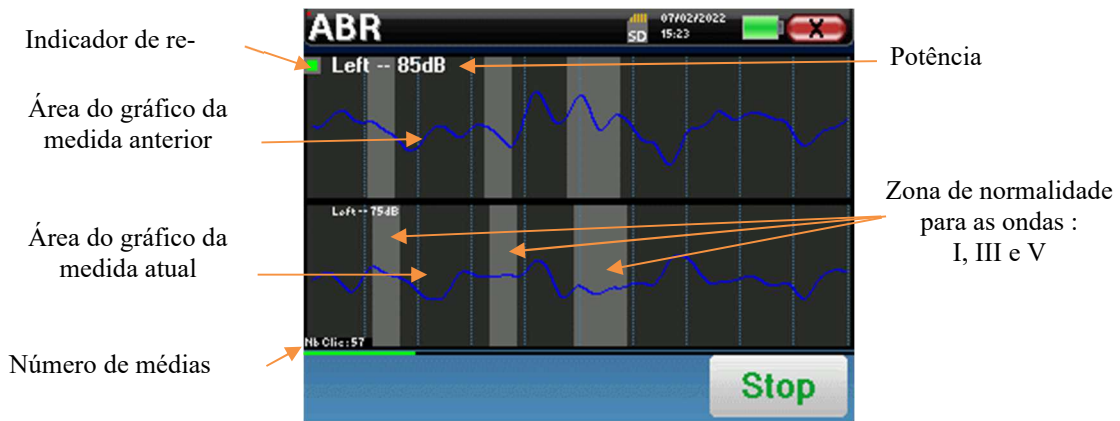 ABR
SD
07/02/2022
15:23
X
Indicador de re-
Left -- 85dB
Potência
Área do gráfico da
medida anterior
Left -- 75dB
Zona de normalidade
para as ondas :
I, III e V
Área do gráfico da
medida atual
Nb Clic:57
Número de médias
Stop